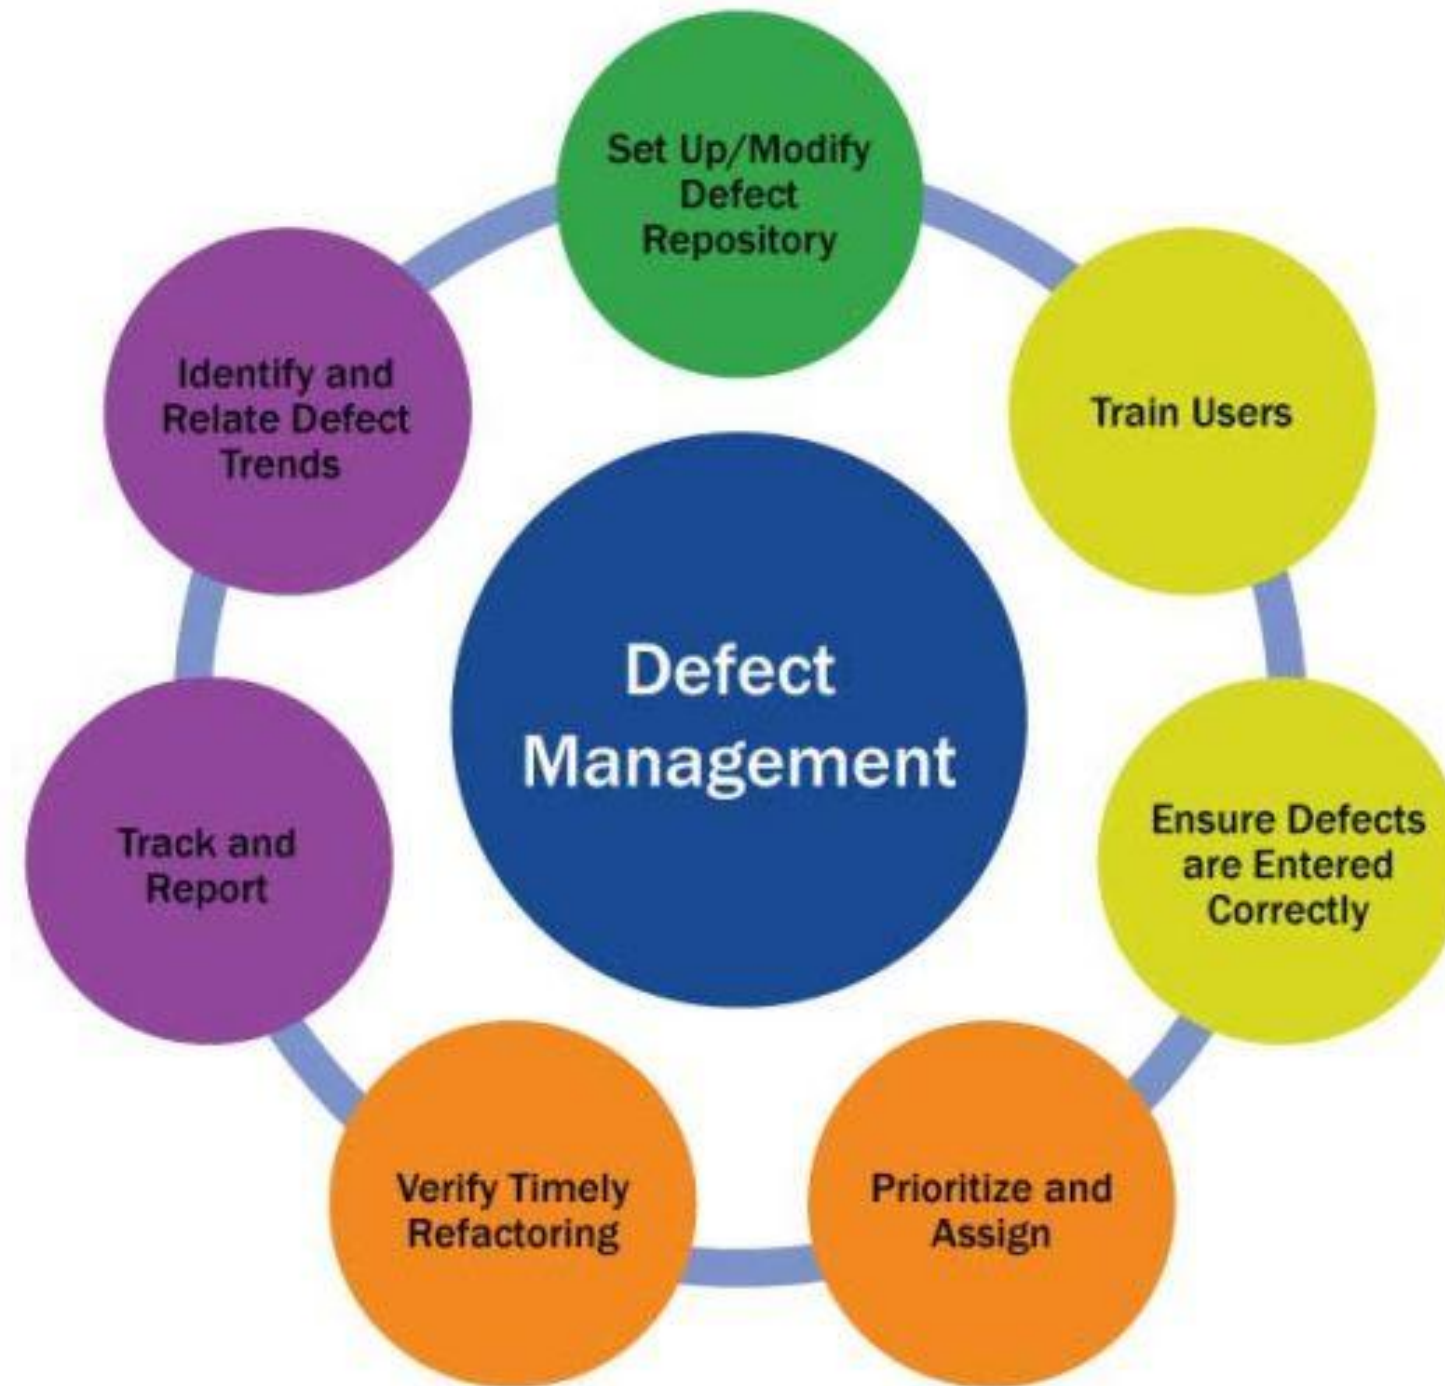 Set Up/Modify
Defect
Repository
Train Users
Ensure Defects
are Entered
Correctly
Prioritize and
Assign
Verify Timely
Refactoring
Track and
Report
Identify and
Relate Defect
Trends
Defect
Management